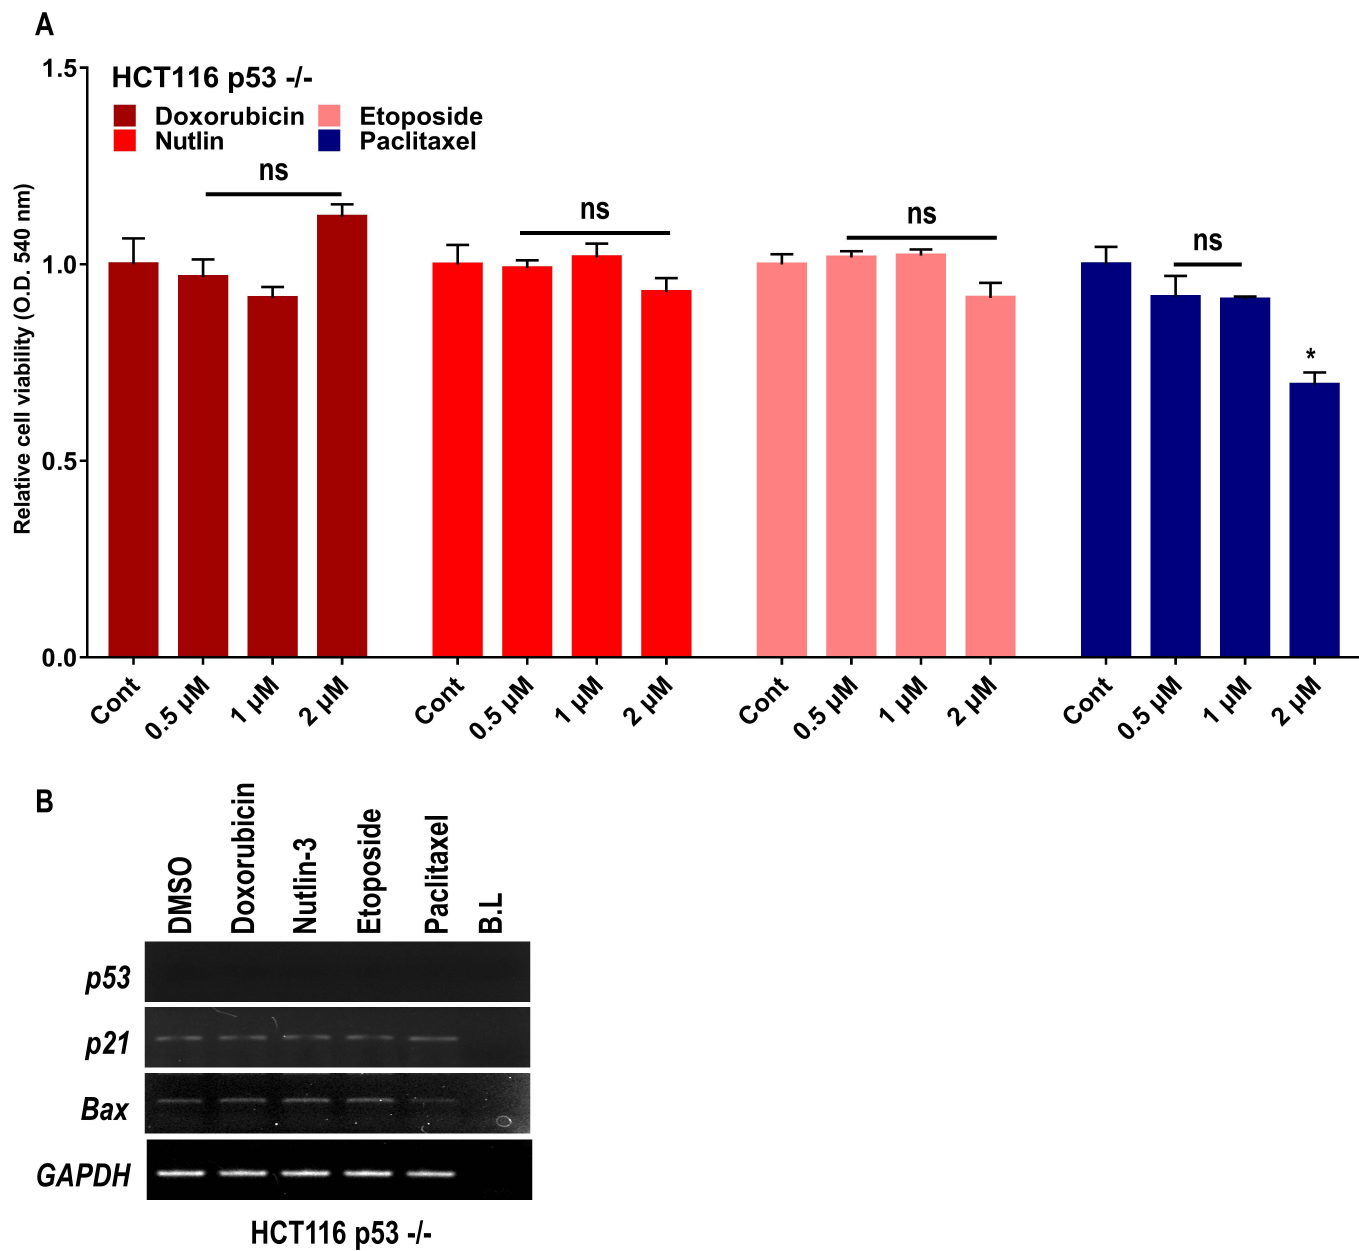 A
1.5
HCT116 p53 -/-
Doxorubicin Etoposide
Nutlin Paclitaxel
ns
ns
ns
ns
*
1.0
0.5
0.0
Relative cell viability (O.D. 540 nm)
Cont 0.5 μM 1 μM 2 μM Cont 0.5 μM 1 μM 2 μM Cont 0.5 μM 1 μM 2 μM Cont 0.5 μM 1 μM 2 μM
B
DMSO Doxorubicin Nutlin-3 Etoposide Paclitaxel B.L
p53
p21
Bax
GAPDH
HCT116 p53 -/-